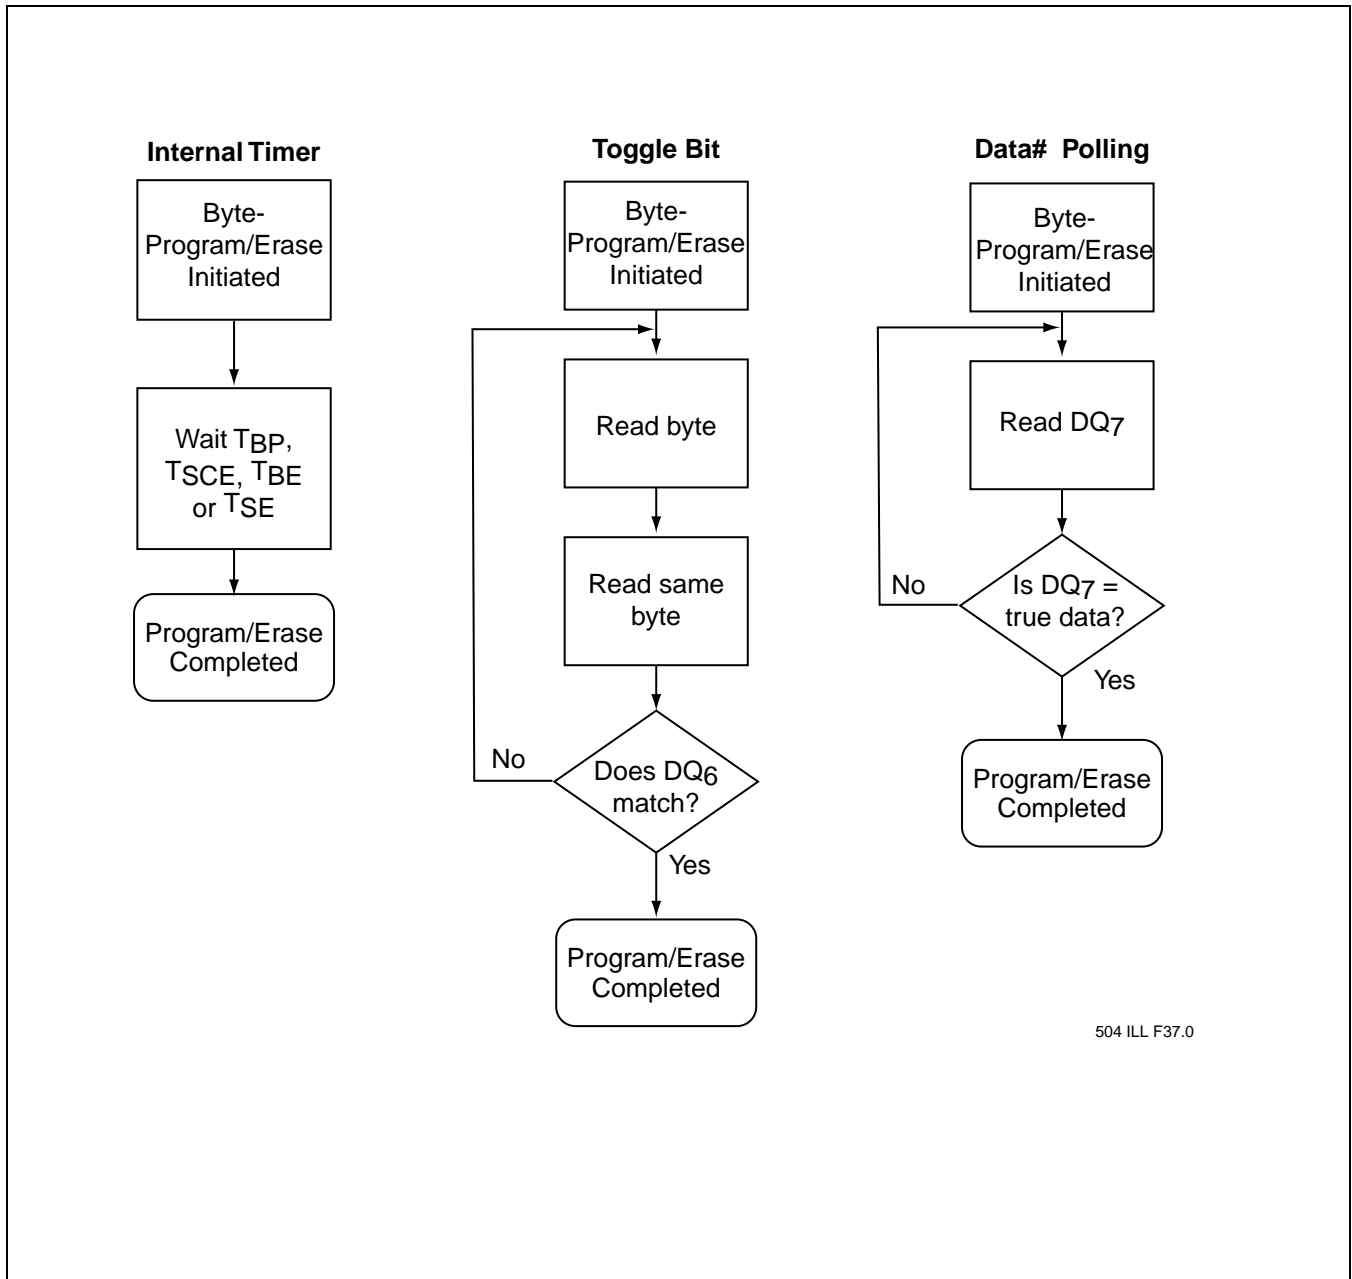 Internal Timer
Byte-
Program/Erase
Initiated
Wait TBP,
TSCE, TBE
or TSE
Program/Erase
Completed
Toggle Bit
Byte-
Program/Erase
Initiated
Read byte
Read same
byte
No
Does DQ6
match?
Yes
Program/Erase
Completed
Data# Polling
Byte-
Program/Erase
Initiated
Read DQ7
No
Is DQ7 =
true data?
Yes
Program/Erase
Completed
504 ILL F37.0